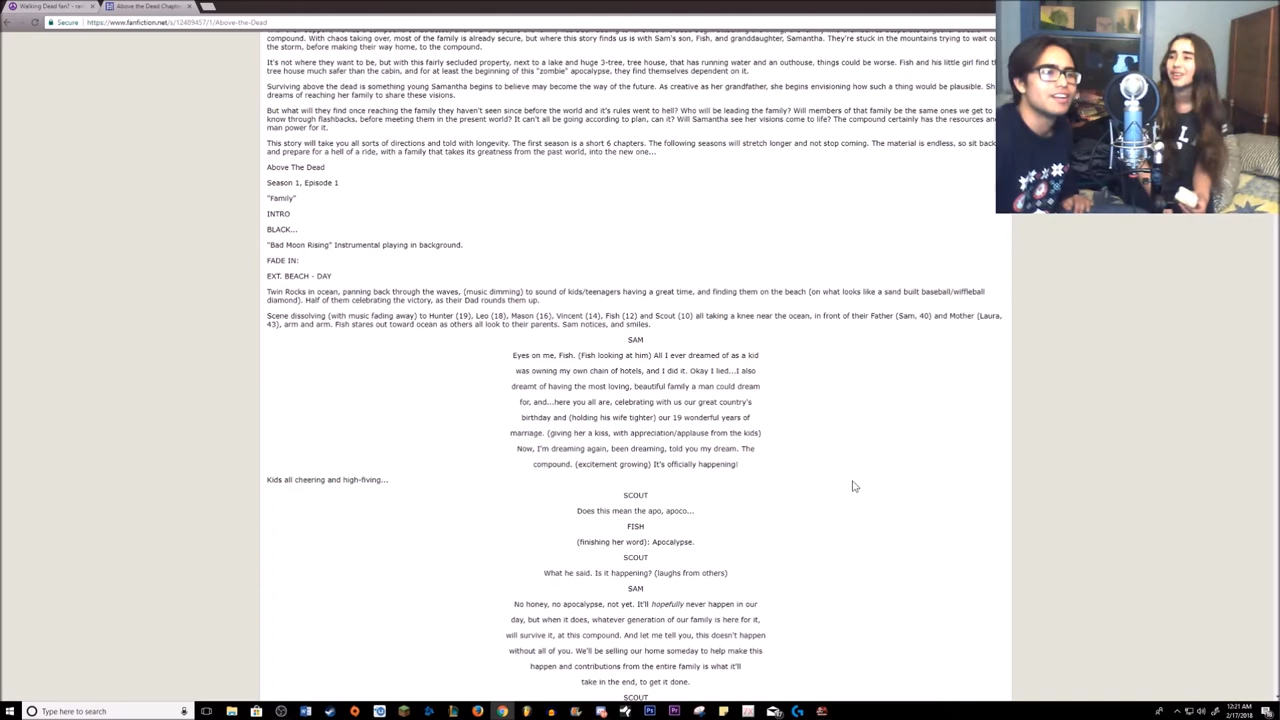 Walking Dead fan? - rav
Above the Dead Chapter
Secure
https://www.fanfiction.net/s/12489457/1/Above-the-Dead
compound. With chaos taking over, most of the family is already secure, but where this story finds us is with Sam's son, Fish, and granddaughter, Samantha. They're stuck in the mountains trying to wait out
the storm, before making their way home, to the compound.
It's not where they want to be, but with this fairly secluded property, next to a lake and huge 3-tree, tree house, that has running water and an outhouse, things could be worse. Fish and his little girl find th
tree house much safer than the cabin, and for at least the beginning of this "zombie" apocalypse, they find themselves dependent on it.
Surviving above the dead is something young Samantha begins to believe may become the way of the future. As creative as her grandfather, she begins envisioning how such a thing would be plausible. Sh
dreams of reaching her family to share these visions.
But what will they find once reaching the family they haven't seen since before the world and it's rules went to hell? Who will be leading the family? Will members of that family be the same ones we get to
know through flashbacks, before meeting them in the present world? It can't all be going according to plan, can it? Will Samantha see her visions come to life? The compound certainly has the resources and
man power for it.
This story will take you all sorts of directions and told with longevity. The first season is a short 6 chapters. The following seasons will stretch longer and not stop coming. The material is endless, so sit back
and prepare for a hell of a ride, with a family that takes its greatness from the past world, into the new one...
Above The Dead
Season 1, Episode 1
"Family"
INTRO
BLACK...
"Bad Moon Rising" Instrumental playing in background.
FADE IN:
EXT. BEACH - DAY
Twin Rocks in ocean, panning back through the waves, (music dimming) to sound of kids/teenagers having a great time, and finding them on the beach (on what looks like a sand built baseball/wiffleball
diamond). Half of them celebrating the victory, as their Dad rounds them up.
Scene dissolving (with music fading away) to Hunter (19), Leo (18), Mason (16), Vincent (14), Fish (12) and Scout (10) all taking a knee near the ocean, in front of their Father (Sam, 40) and Mother (Laura,
43), arm and arm. Fish stares out toward ocean as others all look to their parents. Sam notices, and smiles.
SAM
Eyes on me, Fish. (Fish looking at him) All I ever dreamed of as a kid
was owning my own chain of hotels, and I did it. Okay I lied...I also
dreamt of having the most loving, beautiful family a man could dream
for, and...here you all are, celebrating with us our great country's
birthday and (holding his wife tighter) our 19 wonderful years of
marriage. (giving her a kiss, with appreciation/applause from the kids)
Now, I'm dreaming again, been dreaming, told you my dream. The
compound. (excitement growing) It's officially happening!
Kids all cheering and high-fiving...
SCOUT
Does this mean the apo, apoco...
FISH
(finishing her word): Apocalypse.
SCOUT
What he said. Is it happening? (laughs from others)
SAM
No honey, no apocalypse, not yet. It'll hopefully never happen in our
day, but when it does, whatever generation of our family is here for it,
will survive it, at this compound. And let me tell you, this doesn't happen
without all of you. We'll be selling our home someday to help make this
happen and contributions from the entire family is what it'll
take in the end, to get it done.
SCOUT
Type here to search
12:21 AM
2/17/2018